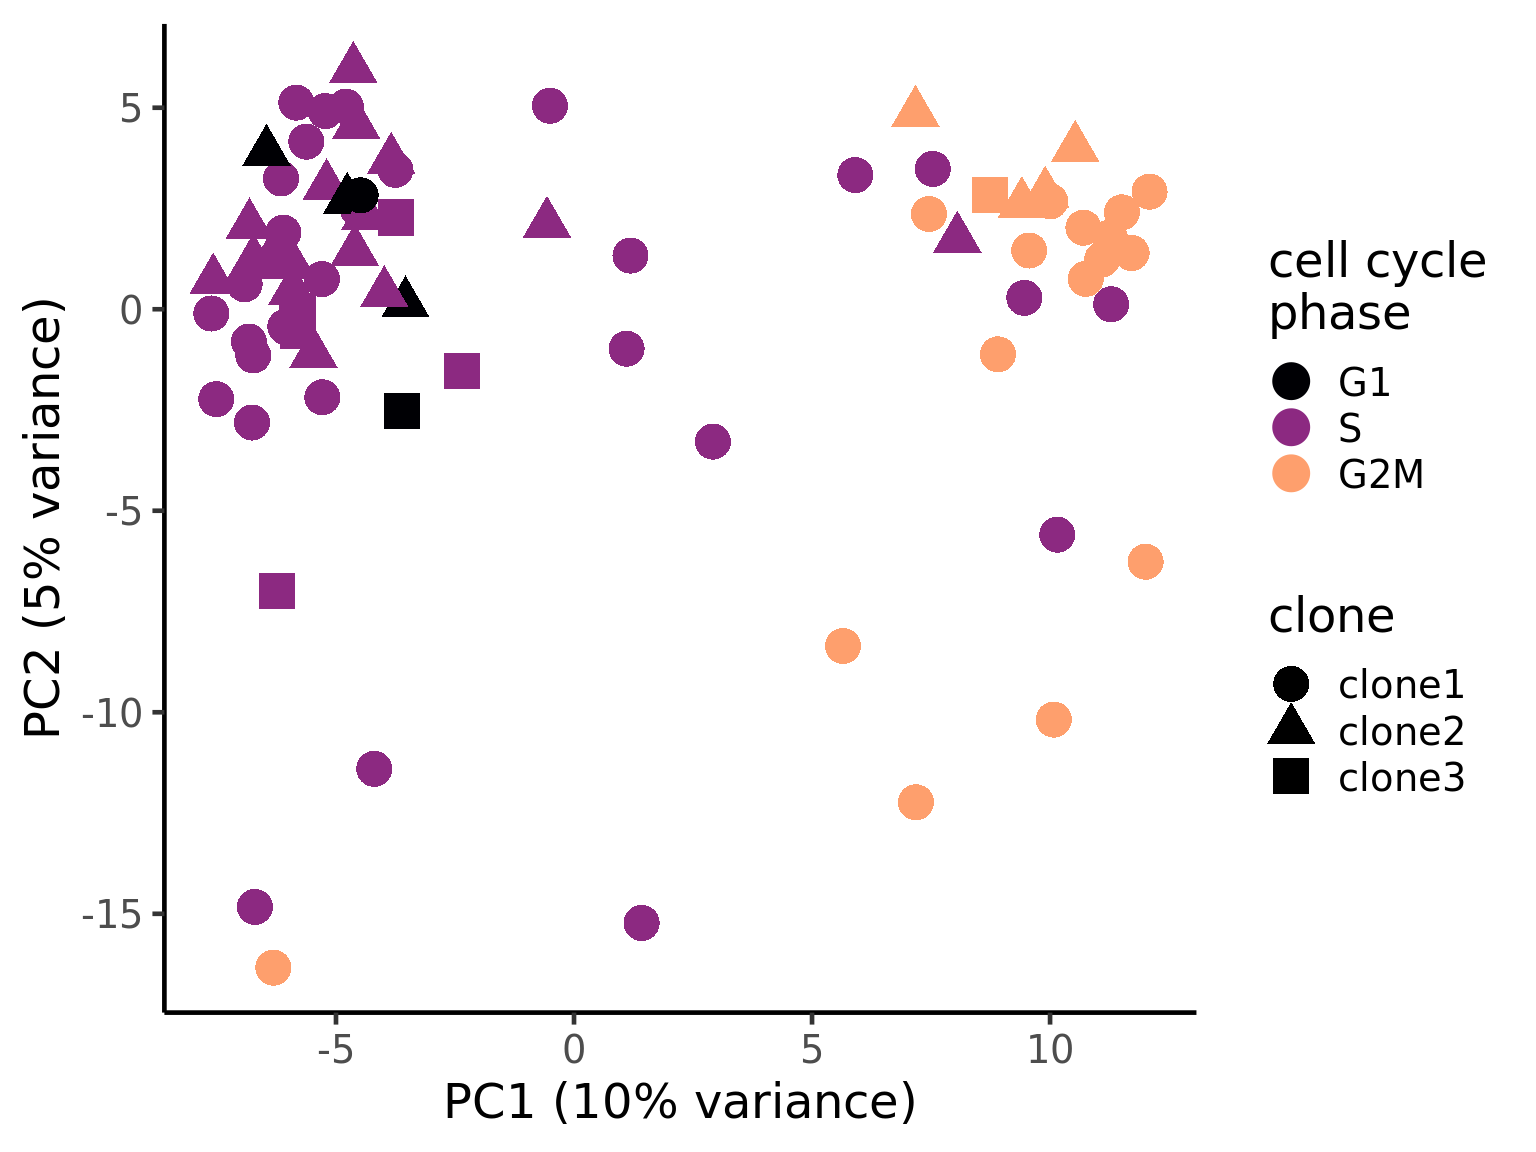 5
0
-5
-10
-15
PC2 (5% variance)
-5 0 5 10
PC1 (10% variance)
cell cycle
phase
G1
S
G2M
clone
clone1
clone2
clone3